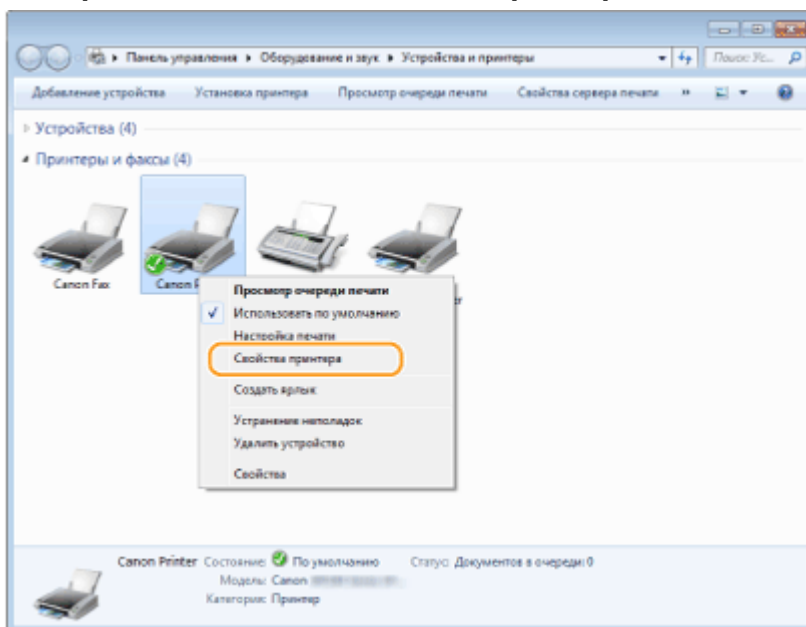 Панель управления ▸ Оборудование и звук ▸ Устройства и принтеры
Поиск: Ус...
Добавление устройства Установка принтера Просмотр очереди печати Свойства сервера печати »
Устройства (4)
Принтеры и факсы (4)
Canon Fax
Canon
Просмотр очереди печати
Использовать по умолчанию
Настройка печати
Свойства принтера
Создать ярлык
Устранение неполадок
Удалить устройство
Свойства
Canon Printer Состояние: По умолчанию Статус: Документов в очереди: 0
Модель: Canon
Категория: Принтер